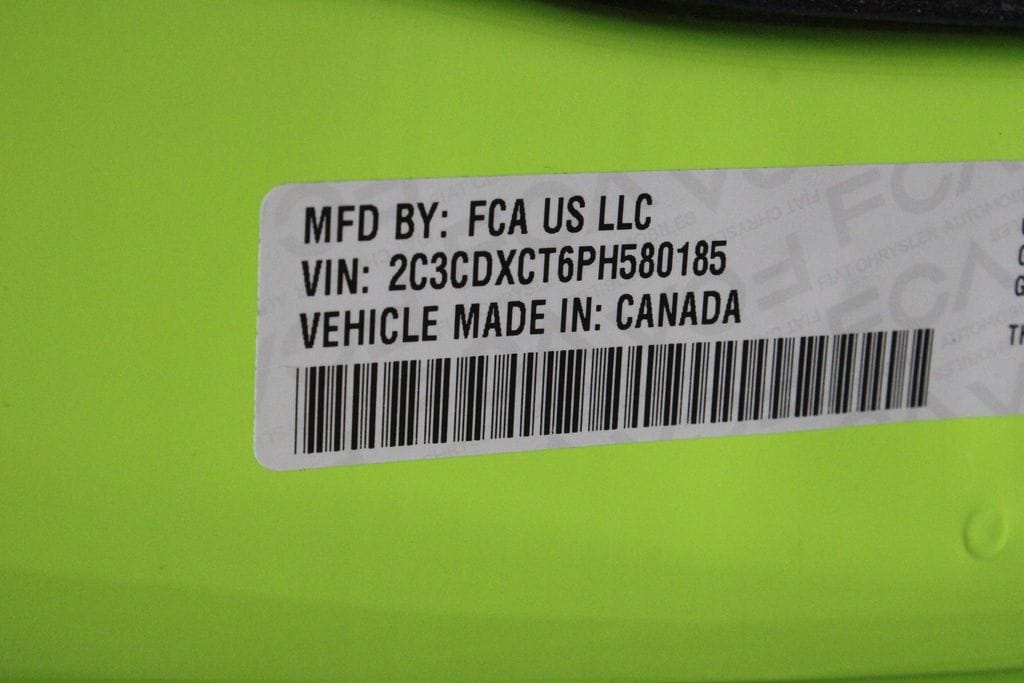 MFD BY: FCA US LLC
VIN: 2C3CDXCT6PH580185
VEHICLE MADE IN: CANADA